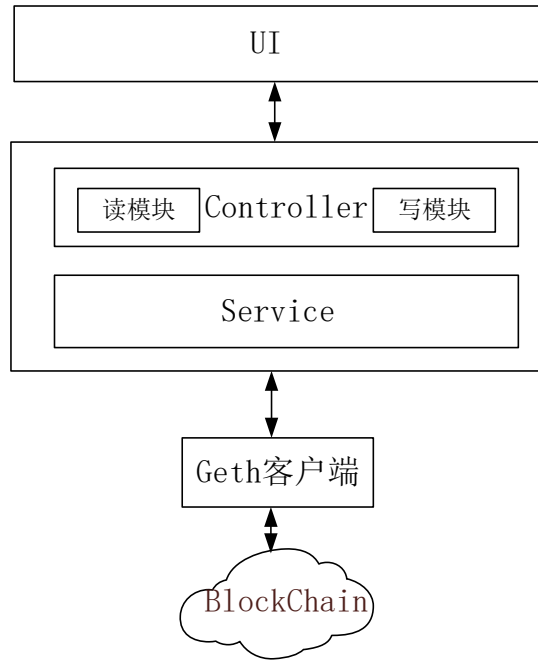 UI
读模块 Controller 写模块
Service
Geth客户端
BlockChain